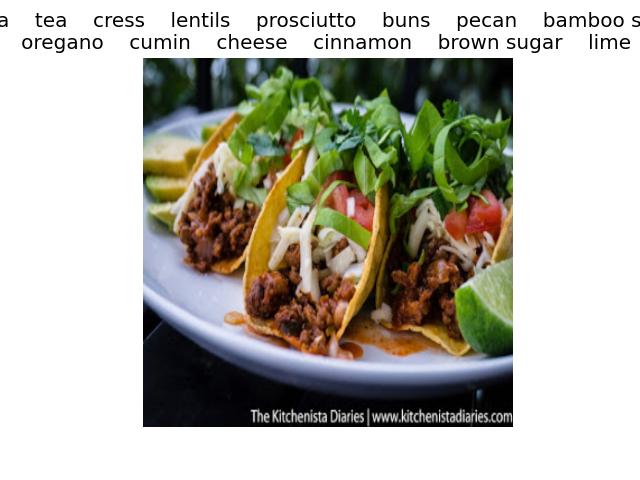 tea cress lentils prosciutto buns pecan bamboo
oregano cumin cheese cinnamon brown sugar lime
The Kitchenista Diaries | www.kitchenistadiaries.com